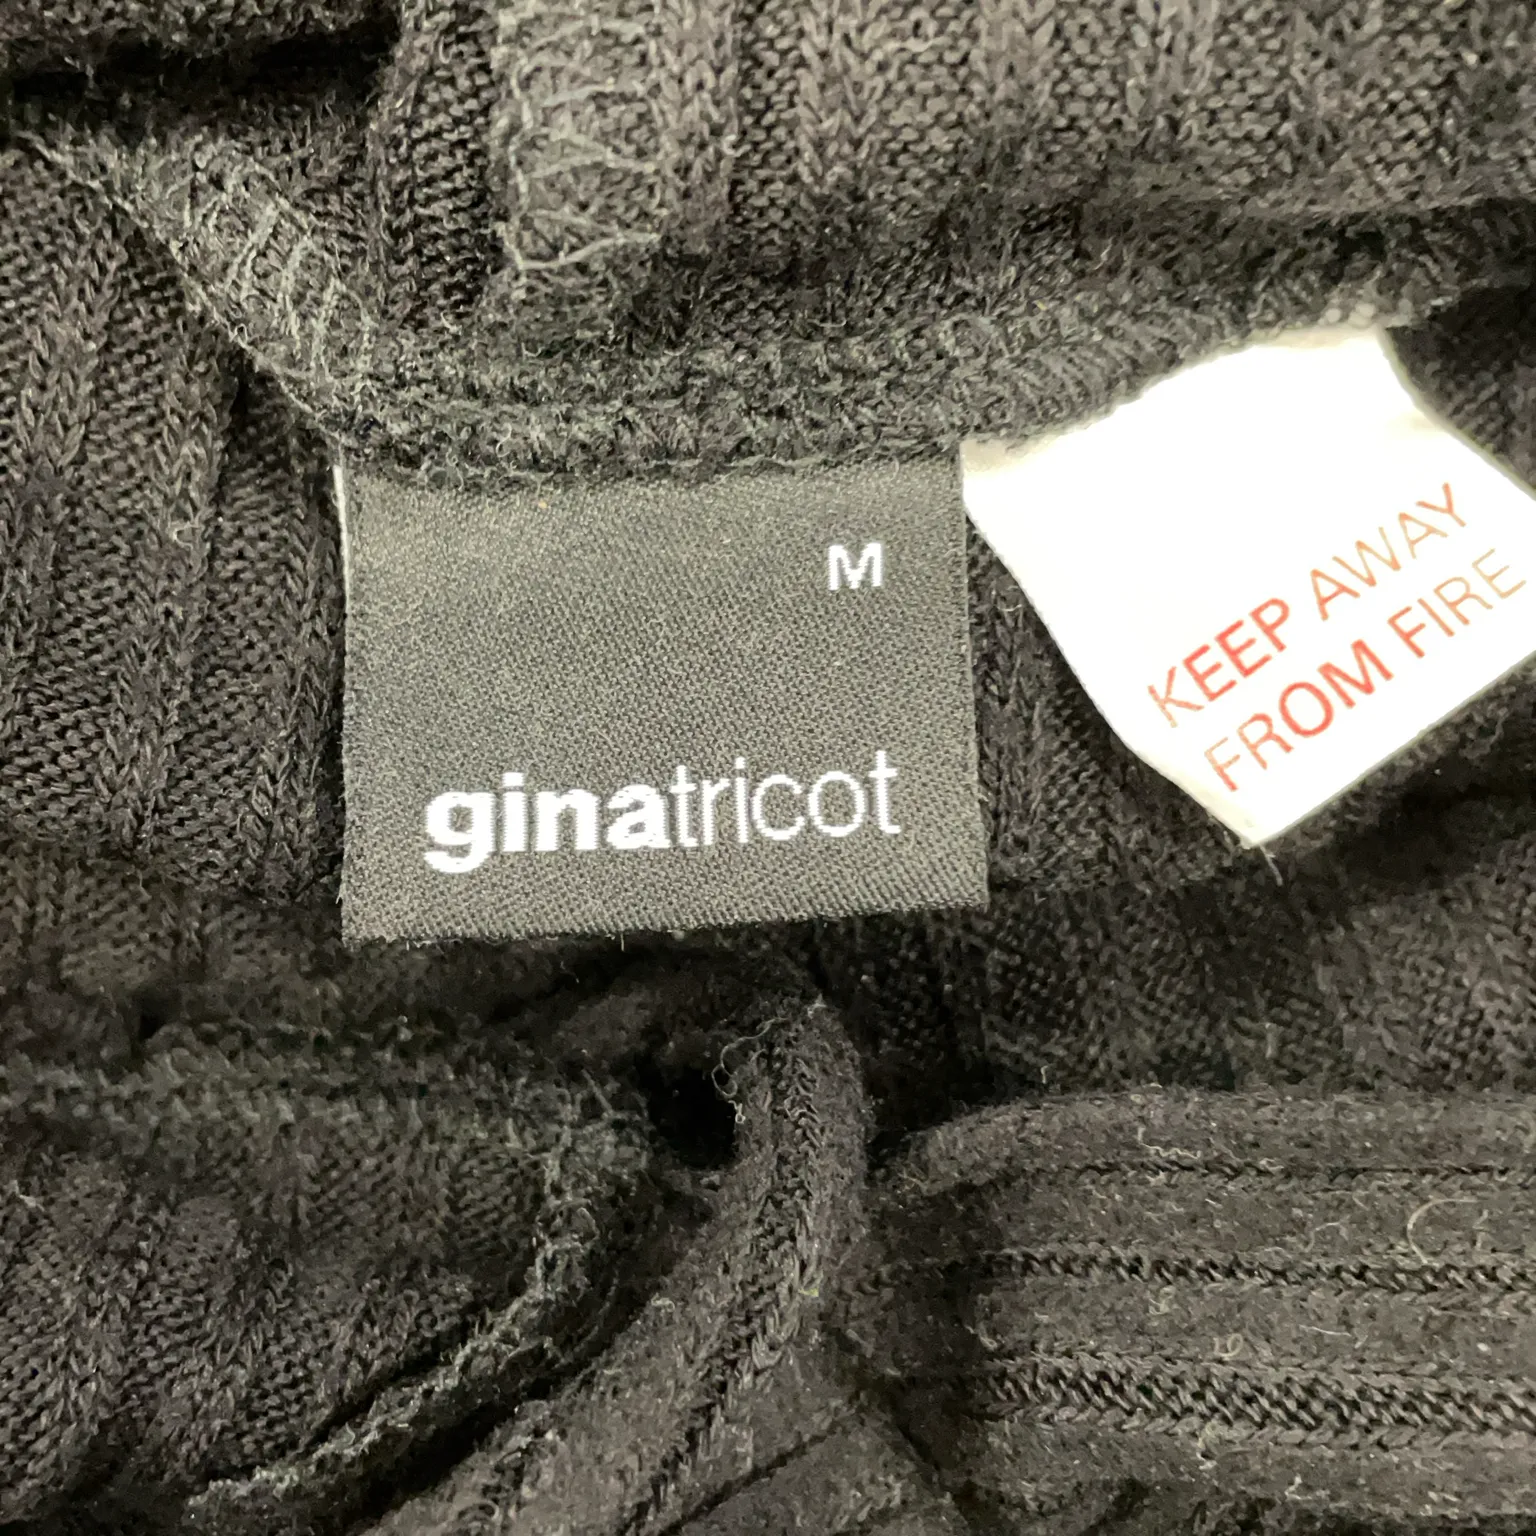 M
ginatricot
KEEP AWAY
FROM FIRE